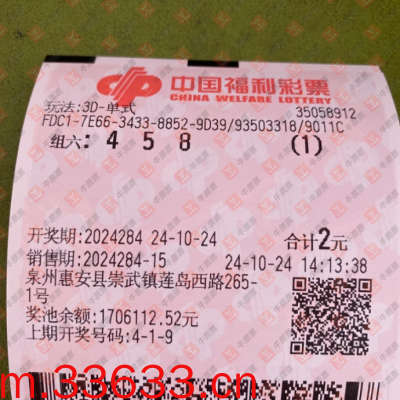 中国福利彩票
CHINA WELFARE LOTTERY
玩法:3D-单式 35058912
FDC1-7E66-3433-8852-9D39/93503318/9011C
组六: 4 5 8 (1)
开奖期:2024284 24-10-24 合计2元
销售期:2024284-15 24-10-24 14:13:38
泉州惠安县崇武镇莲岛西路265-
1号
奖池余额:1706112.52元
上期开奖号码:4-1-9
m.33633.cn